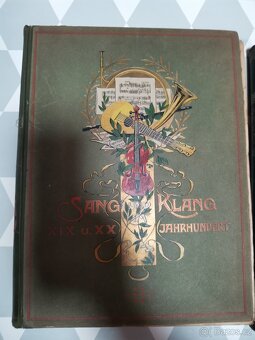 SANG U. KLANG
XIX U. XX JAHRHUNDERT